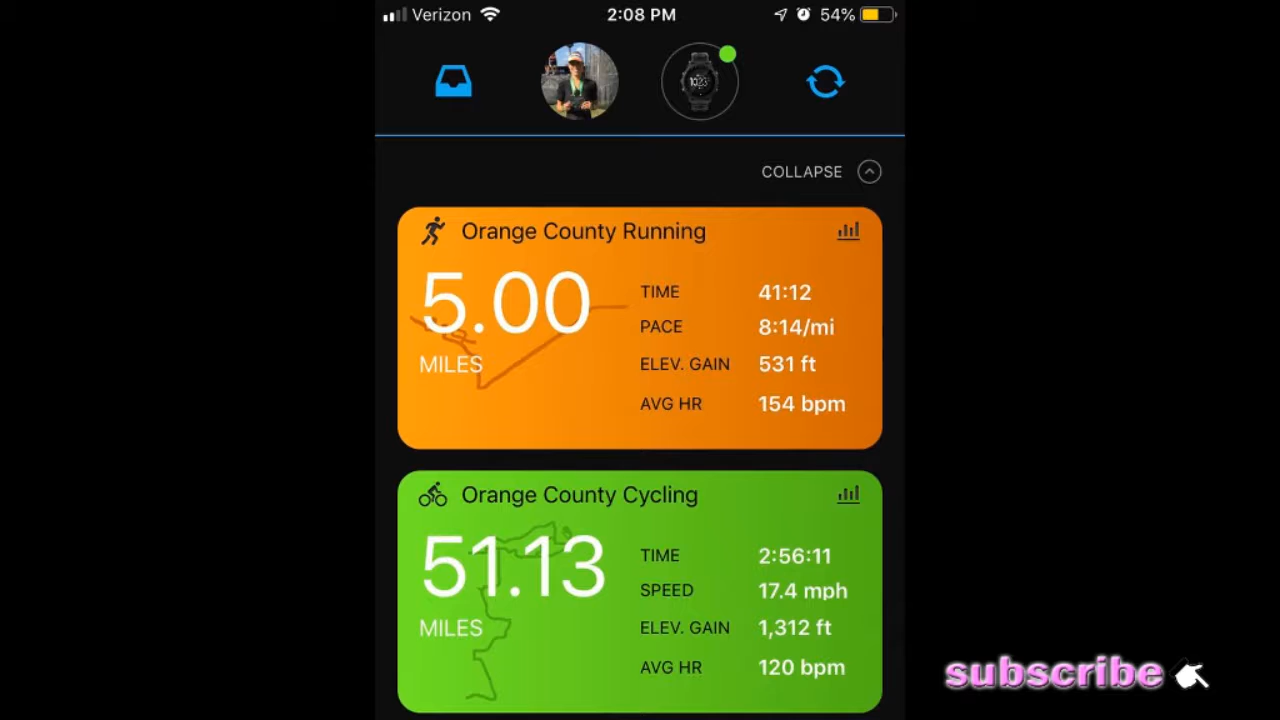 Verizon 2:08 PM 54%
10:23
COLLAPSE
Orange County Running
5.00
MILES
TIME 41:12
PACE 8:14/mi
ELEV. GAIN 531 ft
AVG HR 154 bpm
Orange County Cycling
51.13
MILES
TIME 2:56:11
SPEED 17.4 mph
ELEV. GAIN 1,312 ft
AVG HR 120 bpm
subscribe